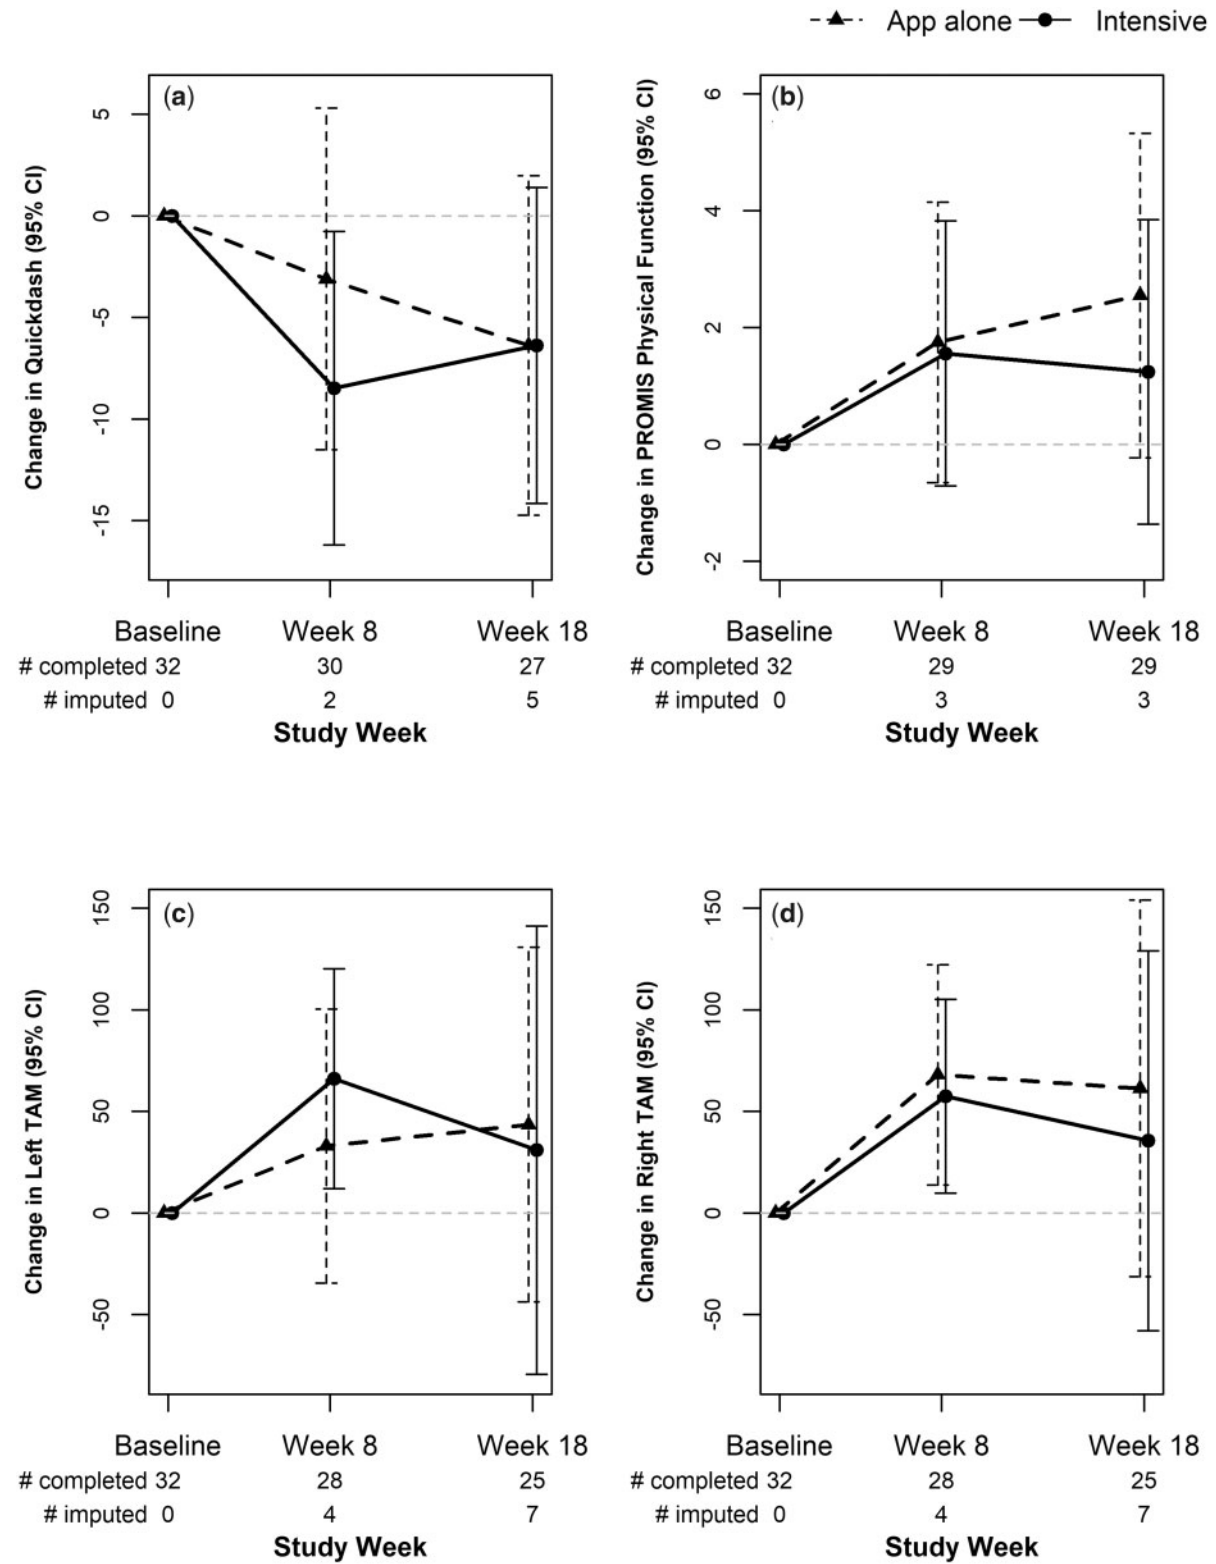 App alone Intensive
(a)
Change in Quickdash (95% CI)
5
0
-5
-10
-15
Baseline Week 8 Week 18
# completed 32 30 27
# imputed 0 2 5
Study Week
(b)
Change in PROMIS Physical Function (95% CI)
6
4
2
0
-2
Baseline Week 8 Week 18
# completed 32 29 29
# imputed 0 3 3
Study Week
(c)
Change in Left TAM (95% CI)
150
100
50
0
-50
Baseline Week 8 Week 18
# completed 32 28 25
# imputed 0 4 7
Study Week
(d)
Change in Right TAM (95% CI)
150
100
50
0
-50
Baseline Week 8 Week 18
# completed 32 28 25
# imputed 0 4 7
Study Week